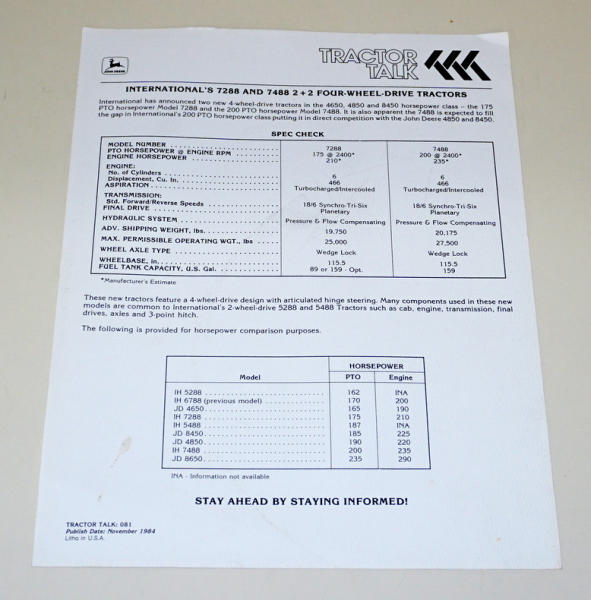 JOHN DEERE
TRACTOR
TALK
INTERNATIONAL'S 7288 AND 7488 2+2 FOUR-WHEEL-DRIVE TRACTORS
International has announced two new 4-wheel-drive tractors in the 4650, 4850 and 8450 horsepower class – the 175
PTO horsepower Model 7288 and the 200 PTO horsepower Model 7488. It is also apparent the 7488 is expected to fill
the gap in International's 200 PTO horsepower class putting it in direct competition with the John Deere 4850 and 8450.
SPEC CHECK
MODEL NUMBER 7288 7488
PTO HORSEPOWER @ ENGINE RPM 175 @ 2400* 200 @ 2400*
ENGINE HORSEPOWER 210* 235*
ENGINE:
No. of Cylinders 6 6
Displacement, Cu. In. 466 466
ASPIRATION Turbocharged/Intercooled Turbocharged/Intercooled
TRANSMISSION:
Std. Forward/Reverse Speeds 18/6 Synchro-Tri-Six 18/6 Synchro-Tri-Six
FINAL DRIVE Planetary Planetary
HYDRAULIC SYSTEM Pressure & Flow Compensating Pressure & Flow Compensating
ADV. SHIPPING WEIGHT, lbs. 19,750 20,175
MAX. PERMISSIBLE OPERATING WGT., lbs 25,000 27,500
WHEEL AXLE TYPE Wedge Lock Wedge Lock
WHEELBASE, in. 115.5 115.5
FUEL TANK CAPACITY, U.S. Gal. 89 or 159 - Opt. 159
*Manufacturer's Estimate
These new tractors feature a 4-wheel-drive design with articulated hinge steering. Many components used in these new
models are common to International's 2-wheel-drive 5288 and 5488 Tractors such as cab, engine, transmission, final
drives, axles and 3-point hitch.
The following is provided for horsepower comparison purposes.
HORSEPOWER
Model PTO Engine
IH 5288 162 INA
IH 6788 (previous model) 170 200
JD 4650 165 190
IH 7288 175 210
IH 5488 187 INA
JD 8450 185 225
JD 4850 190 220
IH 7488 200 235
JD 8650 235 290
INA - Information not available
STAY AHEAD BY STAYING INFORMED!
TRACTOR TALK: 081
Publish Date: November 1984
Litho in U.S.A.